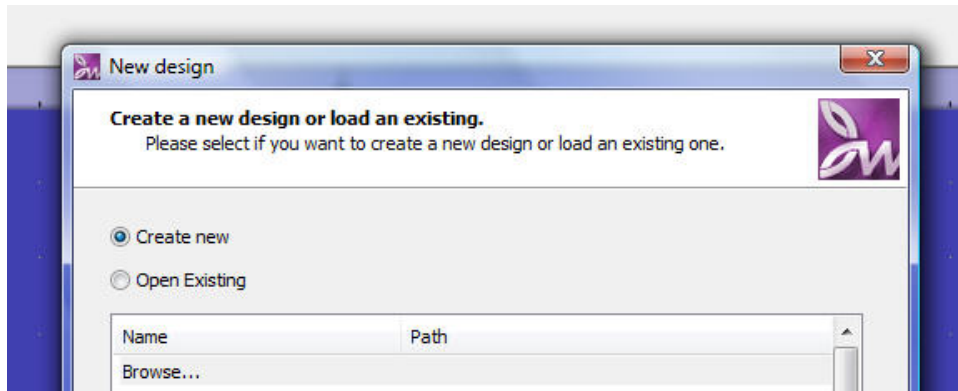 New design
Create a new design or load an existing.
Please select if you want to create a new design or load an existing one.
Create new
Open Existing
Name Path
Browse...